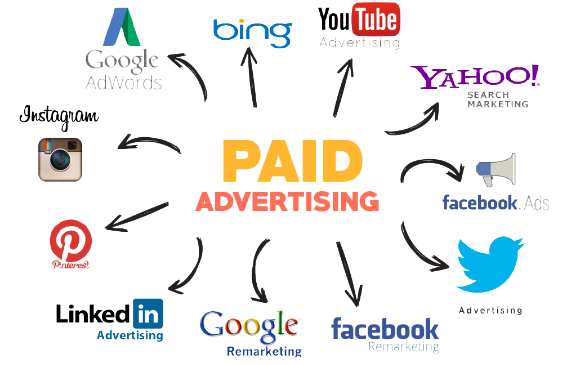 Google
AdWords
bing
YouTube
Advertising
YAHOO!
SEARCH
MARKETING
Instagram
PAID
ADVERTISING
facebook. Ads
Pinterest
Linked in
Advertising
Google
Remarketing
facebook
Remarketing
Advertising